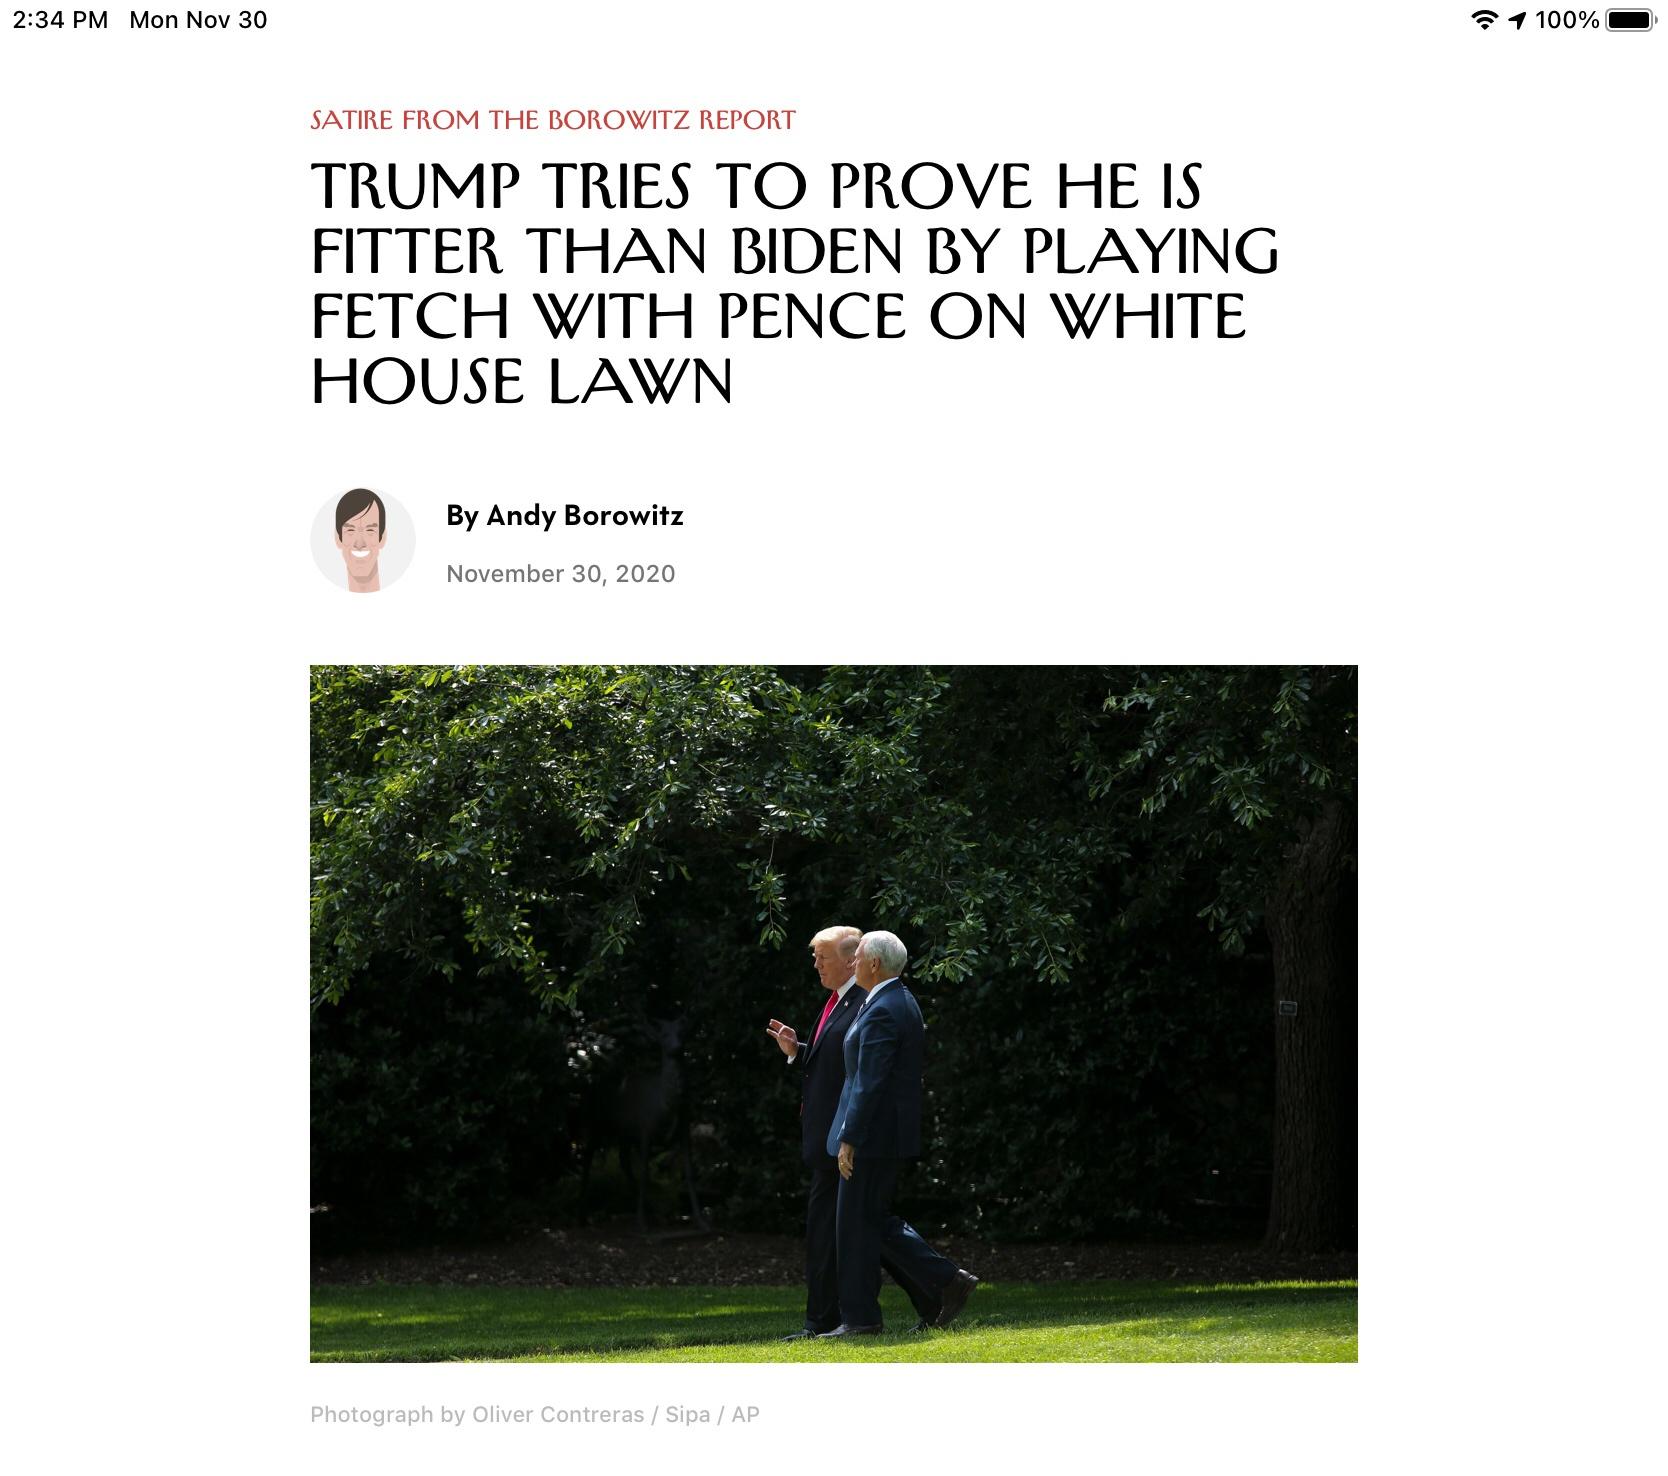 2:34 PM Mon Nov 30
100%
SATIRE FROM THE BOROWITZ REPORT
TRUMP TRIES TO PROVE HE IS
FITTER THAN BIDEN BY PLAYING
FETCH WITH PENCE ON WHITE
HOUSE LAWN
By Andy Borowitz
November 30, 2020
Photograph by Oliver Contreras / Sipa / AP